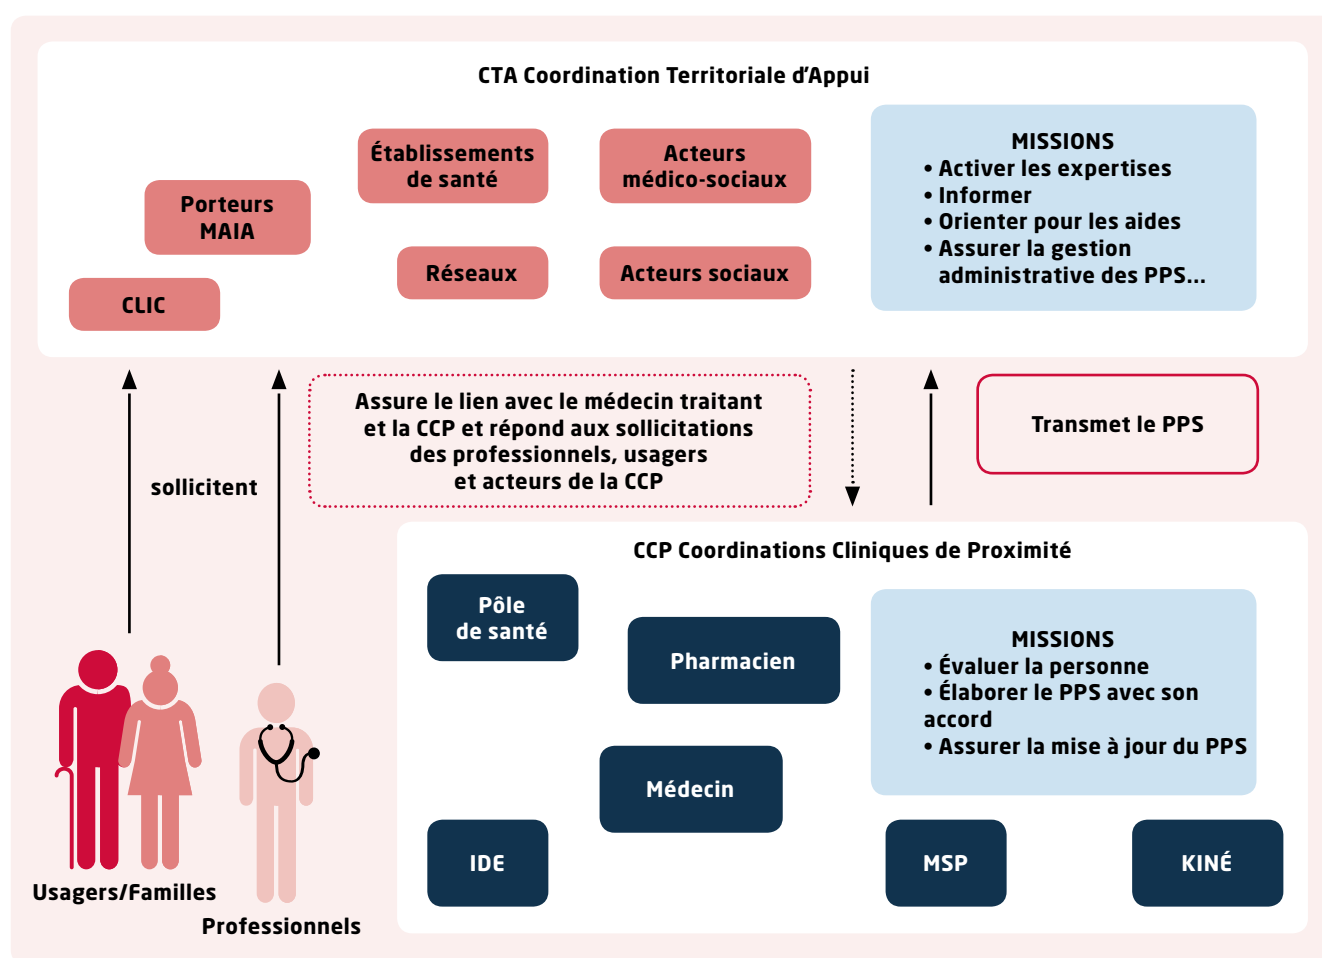 CTA Coordination Territoriale d'Appui
Établissements
de santé
Acteurs
médico-sociaux
Porteurs
MAIA
Réseaux
Acteurs sociaux
CLIC
MISSIONS
• Activer les expertises
• Informer
• Orienter pour les aides
• Assurer la gestion
administrative des PPS...
sollicitent
Assure le lien avec le médecin traitant
et la CCP et répond aux sollicitations
des professionnels, usagers
et acteurs de la CCP
Transmet le PPS
CCP Coordinations Cliniques de Proximité
Pôle
de santé
Pharmacien
Médecin
IDE
MISSIONS
• Évaluer la personne
• Élaborer le PPS avec son
accord
• Assurer la mise à jour du PPS
MSP
KINÉ
Usagers/Familles
Professionnels